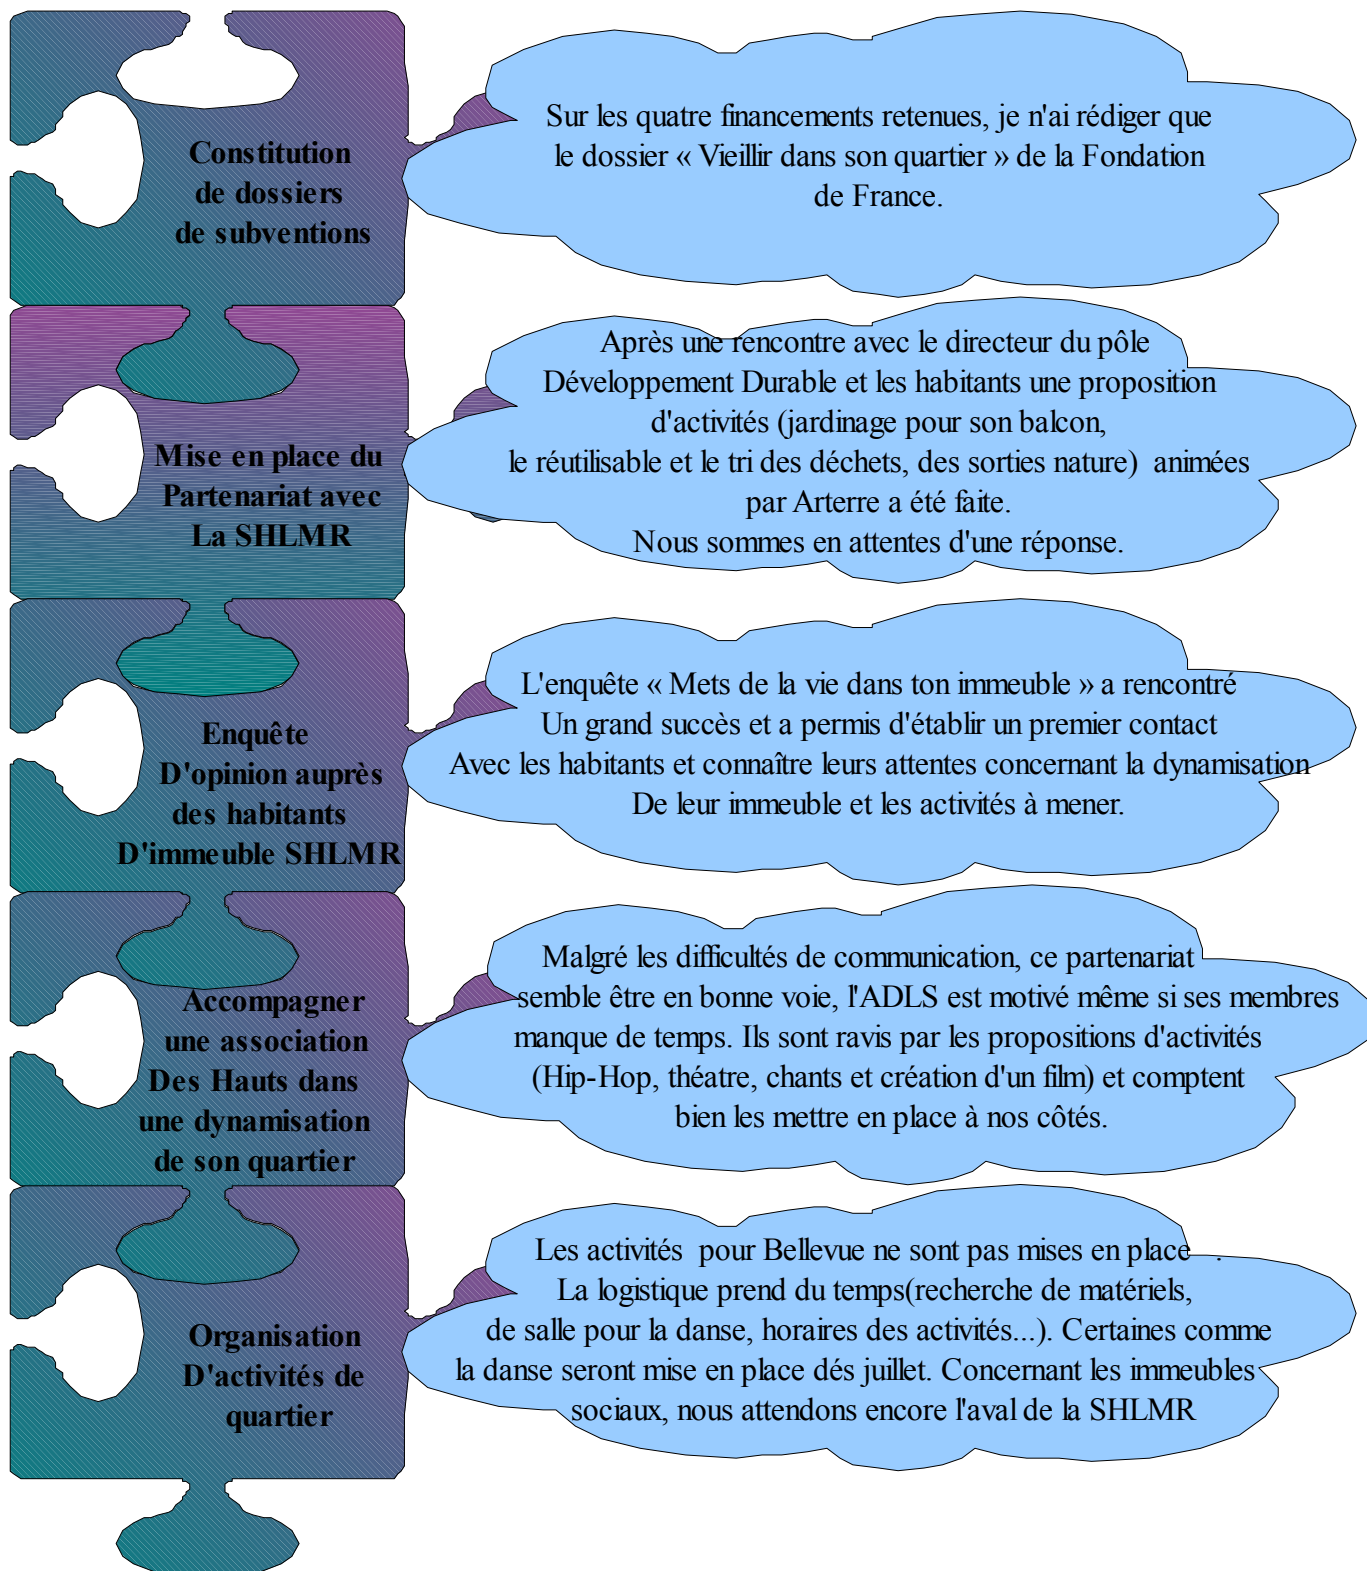 Constitution
de dossiers
de subventions
Sur les quatre financements retenues, je n'ai rédiger que
le dossier « Vieillir dans son quartier » de la Fondation
de France.
Mise en place du
Partenariat avec
La SHLMR
Après une rencontre avec le directeur du pôle
Développement Durable et les habitants une proposition
d'activités (jardinage pour son balcon,
le réutilisable et le tri des déchets, des sorties nature) animées
par Arterre a été faite.
Nous sommes en attentes d'une réponse.
Enquête
D'opinion auprès
des habitants
D'immeuble SHLMR
L'enquête « Mets de la vie dans ton immeuble » a rencontré
Un grand succès et a permis d'établir un premier contact
Avec les habitants et connaître leurs attentes concernant la dynamisation
De leur immeuble et les activités à mener.
Accompagner
une association
Des Hauts dans
une dynamisation
de son quartier
Malgré les difficultés de communication, ce partenariat
semble être en bonne voie, l'ADLS est motivé même si ses membres
manque de temps. Ils sont ravis par les propositions d'activités
(Hip-Hop, théatre, chants et création d'un film) et comptent
bien les mettre en place à nos côtés.
Organisation
D'activités de
quartier
Les activités pour Bellevue ne sont pas mises en place .
La logistique prend du temps(recherche de matériels,
de salle pour la danse, horaires des activités...). Certaines comme
la danse seront mise en place dés juillet. Concernant les immeubles
sociaux, nous attendons encore l'aval de la SHLMR